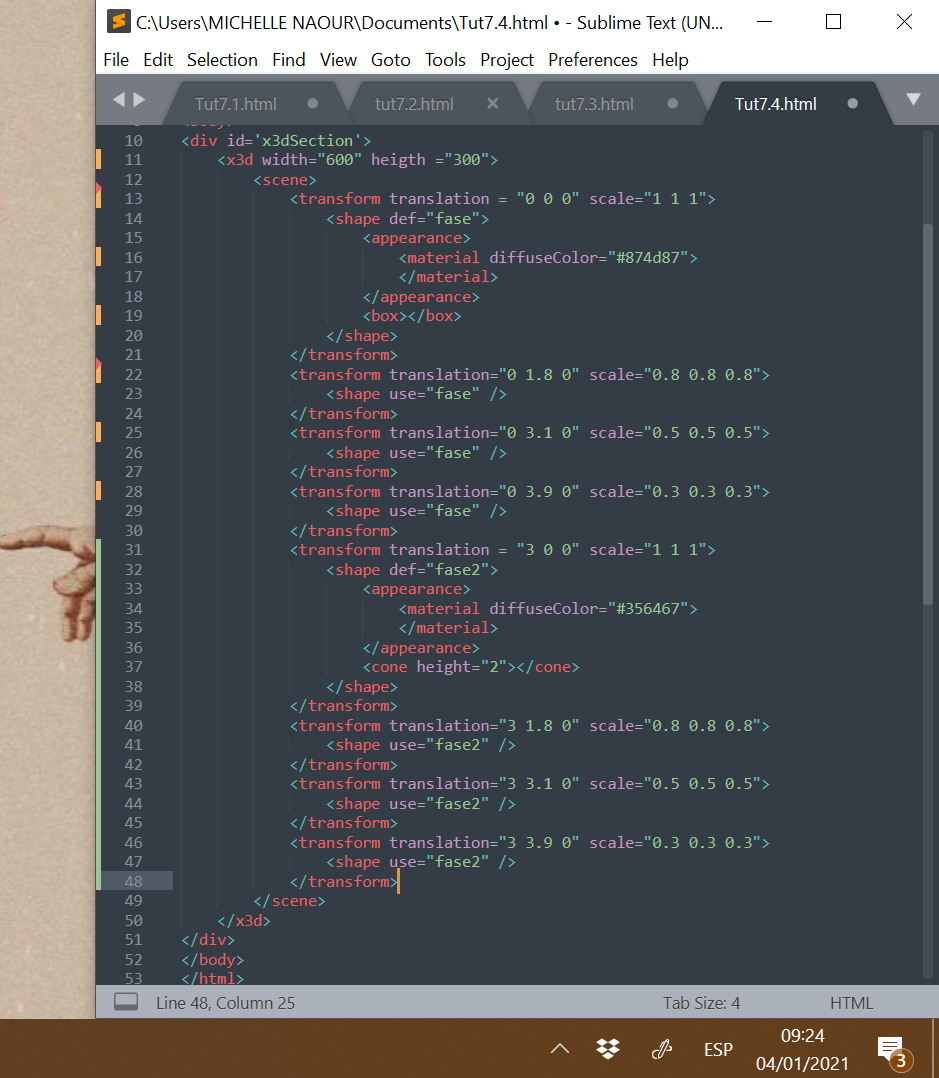 C:\Users\MICHELLE NAOUR\Documents\Tut7.4.html • - Sublime Text (UN...
File Edit Selection Find View Goto Tools Project Preferences Help
Tut7.1.html tut7.2.html tut7.3.html Tut7.4.html
10 <div id='x3dSection'>
11 <x3d width="600" heigth ="300">
12 <scene>
13 <transform translation = "0 0 0" scale="1 1 1">
14 <shape def="fase">
15 <appearance>
16 <material diffuseColor="#874d87">
17 </material>
18 </appearance>
19 <box></box>
20 </shape>
21 </transform>
22 <transform translation="0 1.8 0" scale="0.8 0.8 0.8">
23 <shape use="fase" />
24 </transform>
25 <transform translation="0 3.1 0" scale="0.5 0.5 0.5">
26 <shape use="fase" />
27 </transform>
28 <transform translation="0 3.9 0" scale="0.3 0.3 0.3">
29 <shape use="fase" />
30 </transform>
31 <transform translation = "3 0 0" scale="1 1 1">
32 <shape def="fase2">
33 <appearance>
34 <material diffuseColor="#356467">
35 </material>
36 </appearance>
37 <cone height="2"></cone>
38 </shape>
39 </transform>
40 <transform translation="3 1.8 0" scale="0.8 0.8 0.8">
41 <shape use="fase2" />
42 </transform>
43 <transform translation="3 3.1 0" scale="0.5 0.5 0.5">
44 <shape use="fase2" />
45 </transform>
46 <transform translation="3 3.9 0" scale="0.3 0.3 0.3">
47 <shape use="fase2" />
48 </transform>
49 </scene>
50 </x3d>
51 </div>
52 </body>
53 </html>
Line 48, Column 25 Tab Size: 4 HTML
ESP
09:24
04/01/2021
3